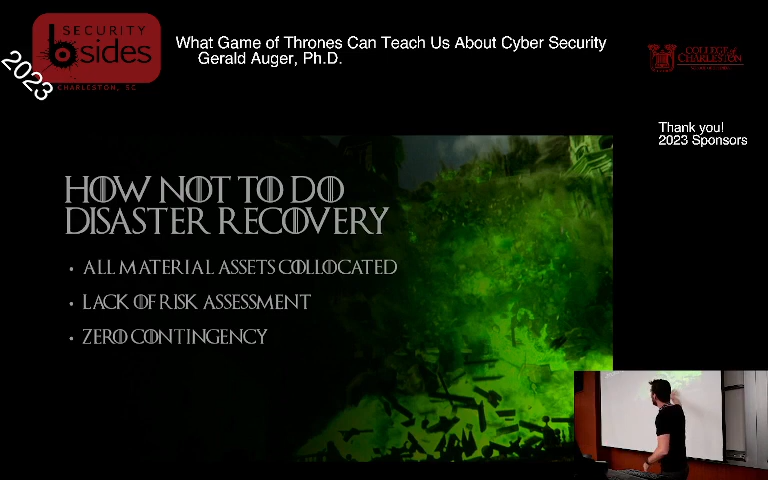 SECURITY
bsides
CHARLESTON, SC
2023
What Game of Thrones Can Teach Us About Cyber Security
Gerald Auger, Ph.D.
COLLEGE of
CHARLESTON
Thank you!
2023 Sponsors
HOW NOT TO DO
DISASTER RECOVERY
• ALL MATERIAL ASSETS COLLOCATED
• LACK OF RISK ASSESSMENT
• ZERO CONTINGENCY